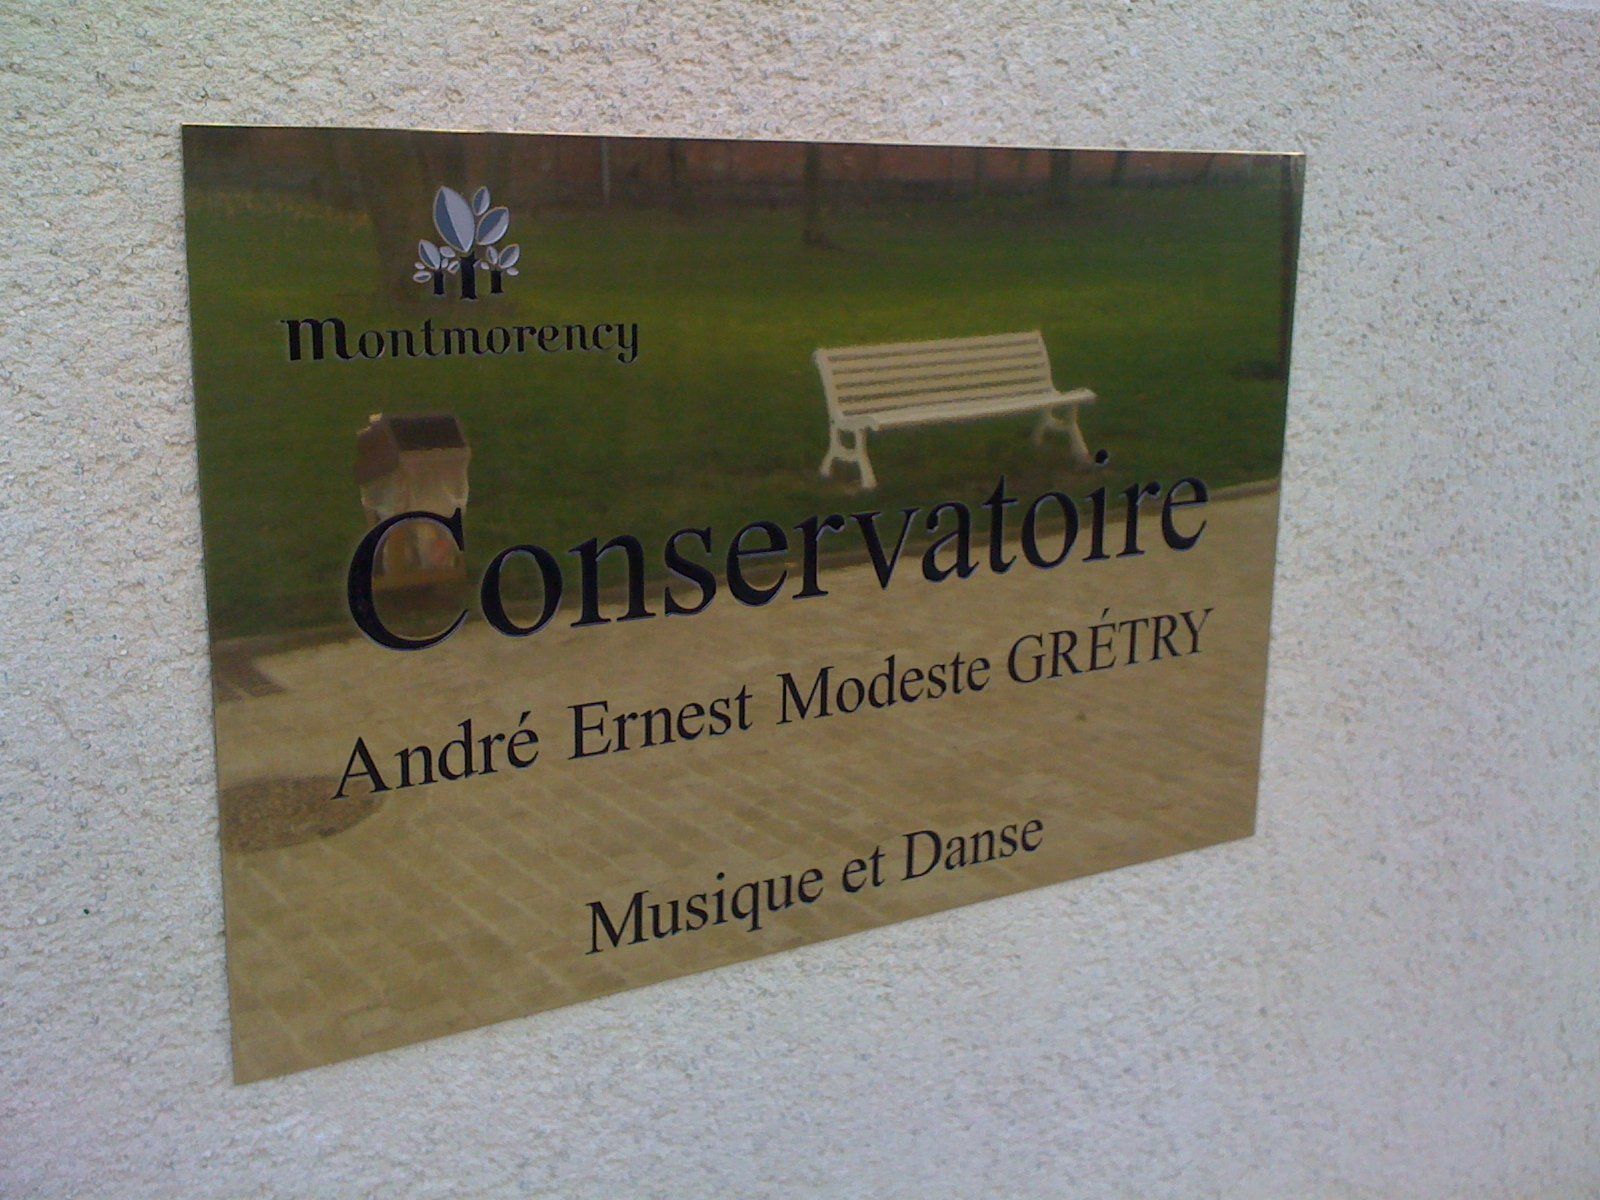 Montmorency
Conservatoire
André Ernest Modeste GRÉTRY
Musique et Danse